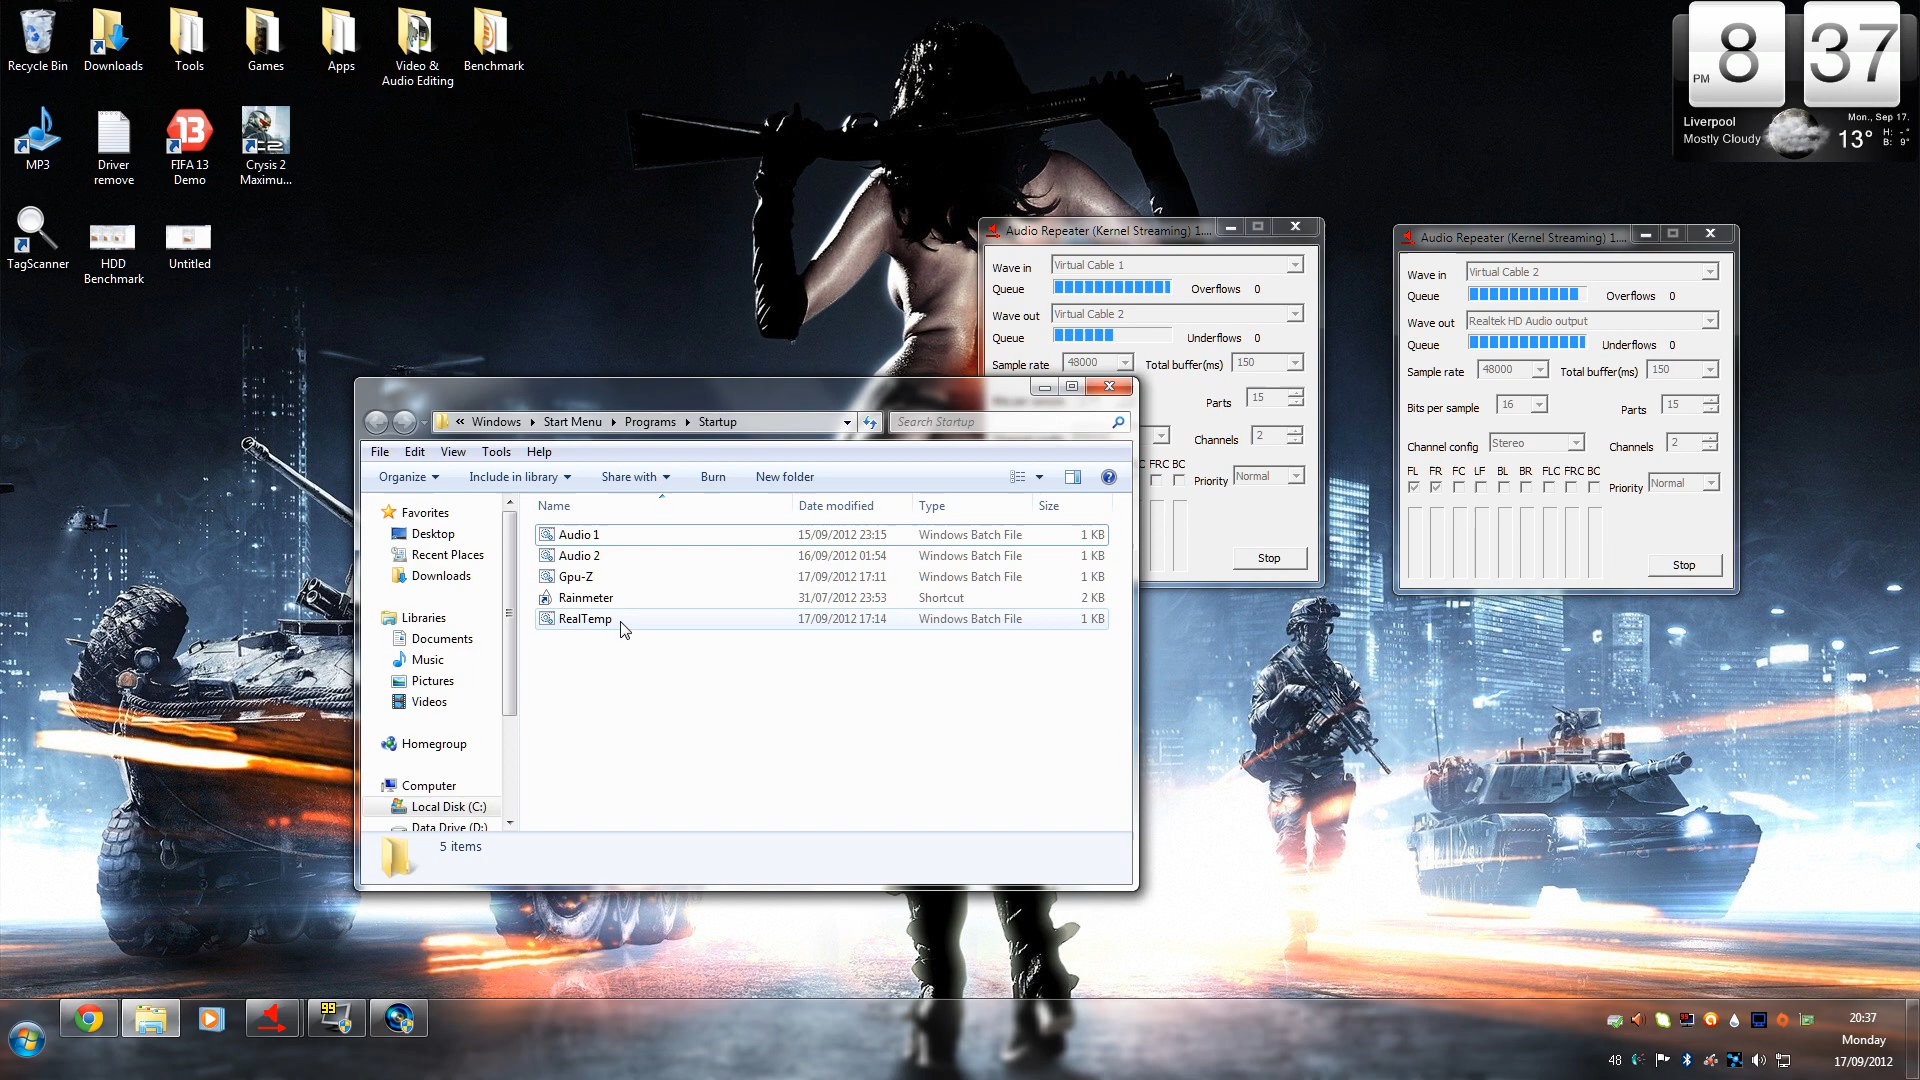 Recycle Bin
Downloads
Tools
Games
Apps
Video &
Audio Editing
Benchmark
MP3
Driver
remove
FIFA 13
Demo
Crysis 2
Maximu...
TagScanner
HDD
Benchmark
Untitled
PM
8
37
Liverpool
Mostly Cloudy
Mon., Sep 17.
13°
H: - °
B: 9°
Audio Repeater (Kernel Streaming) 1....
Wave in
Virtual Cable 1
Queue
Overflows 0
Wave out
Virtual Cable 2
Queue
Underflows 0
Sample rate
48000
Total buffer(ms)
150
Parts
15
Channels
2
FRC BC
Priority
Normal
Stop
Audio Repeater (Kernel Streaming) 1....
Wave in
Virtual Cable 2
Queue
Overflows 0
Wave out
Realtek HD Audio output
Queue
Underflows 0
Sample rate
48000
Total buffer(ms)
150
Bits per sample
16
Parts
15
Channel config
Stereo
Channels
2
FL FR FC LF BL BR FLC FRC BC
Priority
Normal
Stop
« Windows Start Menu Programs Startup
Search Startup
File Edit View Tools Help
Organize Include in library Share with Burn New folder
Favorites
Desktop
Recent Places
Downloads
Libraries
Documents
Music
Pictures
Videos
Homegroup
Computer
Local Disk (C:)
Data Drive (D:)
Name Date modified Type Size
Audio 1 15/09/2012 23:15 Windows Batch File 1 KB
Audio 2 16/09/2012 01:54 Windows Batch File 1 KB
Gpu-Z 17/09/2012 17:11 Windows Batch File 1 KB
Rainmeter 31/07/2012 23:53 Shortcut 2 KB
RealTemp 17/09/2012 17:14 Windows Batch File 1 KB
5 items
99
48
20:37
Monday
17/09/2012